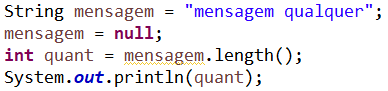 String mensagem = "mensagem qualquer";
mensagem = null;
int quant = mensagem.length();
System.out.println(quant);